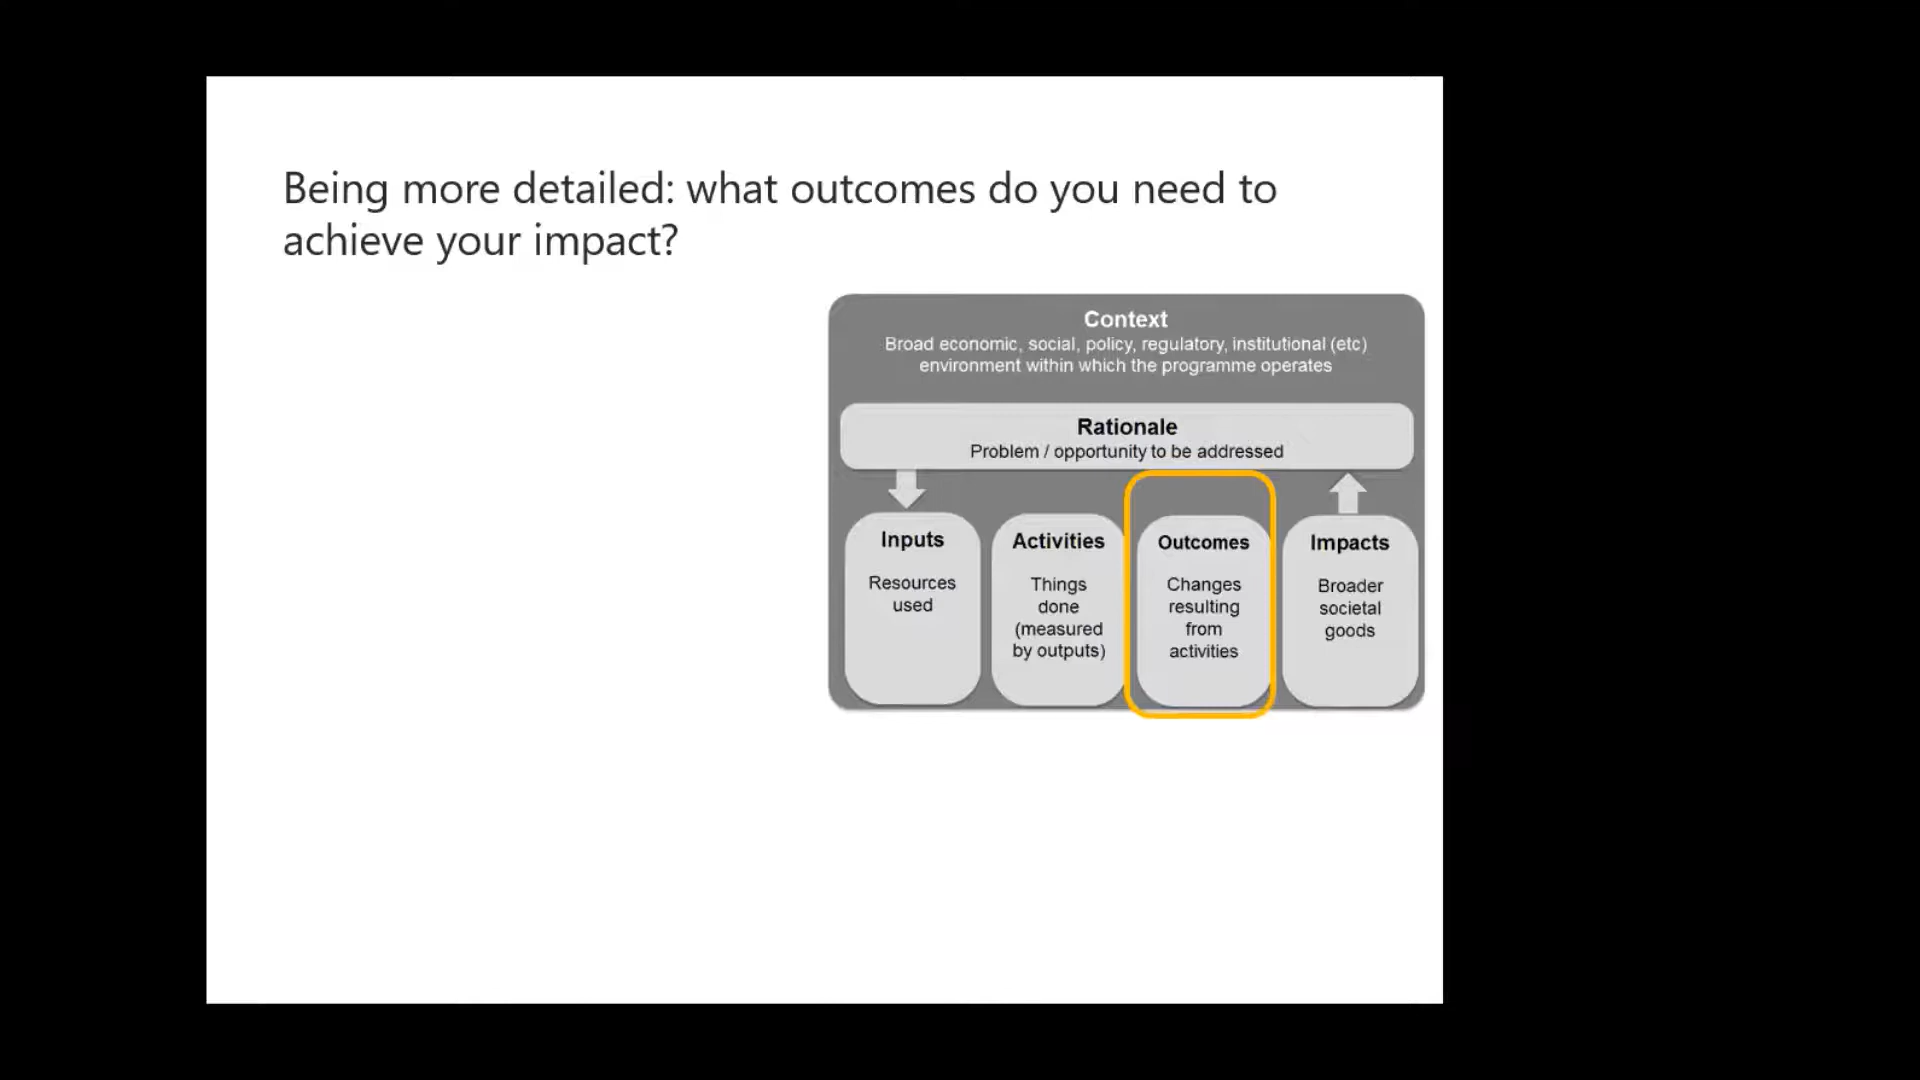 Being more detailed: what outcomes do you need to
achieve your impact?
Context
Broad economic, social, policy, regulatory, institutional (etc)
environment within which the programme operates
Rationale
Problem / opportunity to be addressed
Inputs
Resources
used
Activities
Things
done
(measured
by outputs)
Outcomes
Changes
resulting
from
activities
Impacts
Broader
societal
goods